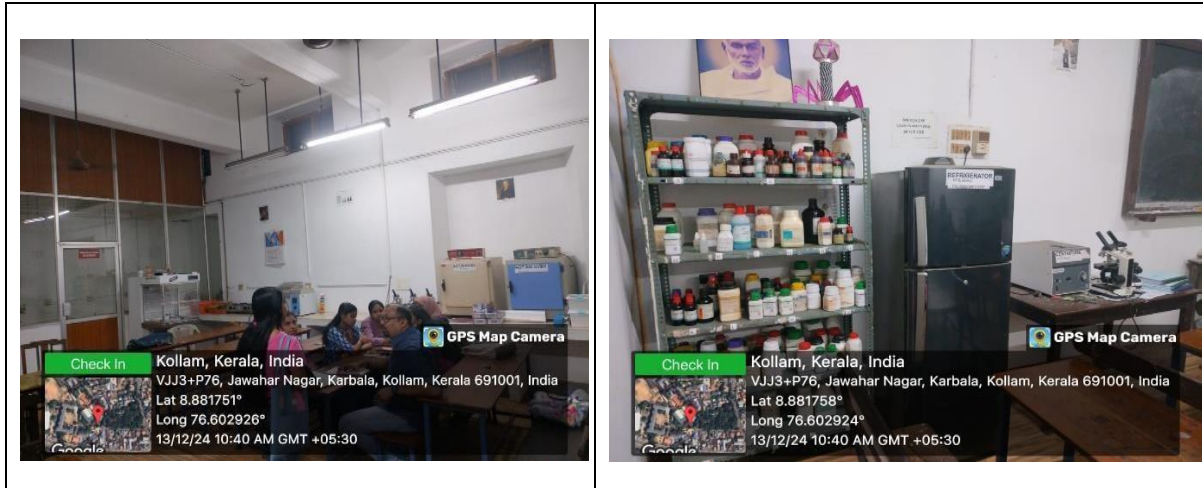 GPS Map Camera
Check In
Kollam, Kerala, India
VJJ3+P76, Jawahar Nagar, Karbala, Kollam, Kerala 691001, India
Lat 8.881751°
Long 76.602926°
13/12/24 10:40 AM GMT +05:30
Google
REFRIGERATOR
GPS Map Camera
Check In
Kollam, Kerala, India
VJJ3+P76, Jawahar Nagar, Karbala, Kollam, Kerala 691001, India
Lat 8.881758°
Long 76.602924°
13/12/24 10:40 AM GMT +05:30
Google